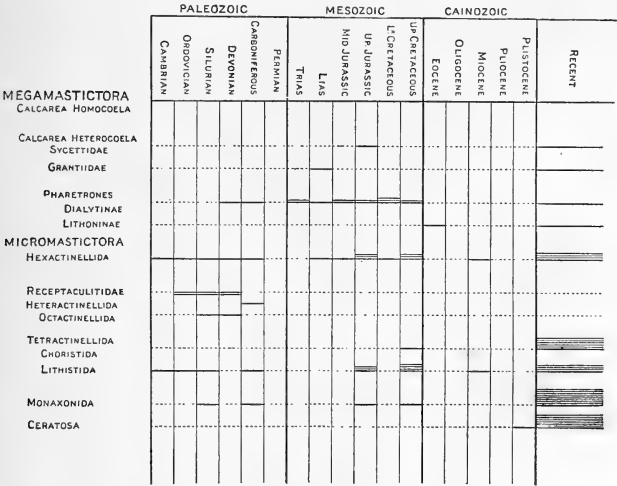 PALEOZOIC MESOZOIC CAINOZOIC
CAMBRIAN
ORDOVICIAN
SILURIAN
DEVONIAN
CARBONIFEROUS
PERMIAN
TRIAS
LIAS
MID JURASSIC
UP. JURASSIC
Lʳ CRETACEOUS
UP CRETACEOUS
EOCENE
OLIGOCENE
MIOCENE
PLIOCENE
PLISTOCENE
RECENT
MEGAMASTICTORA
CALCAREA HOMOCOELA
CALCAREA HETEROCOELA
SYCETTIDAE
GRANTIIDAE
PHARETRONES
DIALYTINAE
LITHONINAE
MICROMASTICTORA
HEXACTINELLIDA
RECEPTACULITIDAE
HETERACTINELLIDA
OCTACTINELLIDA
TETRACTINELLIDA
CHORISTIDA
LITHISTIDA
MONAXONIDA
CERATOSA